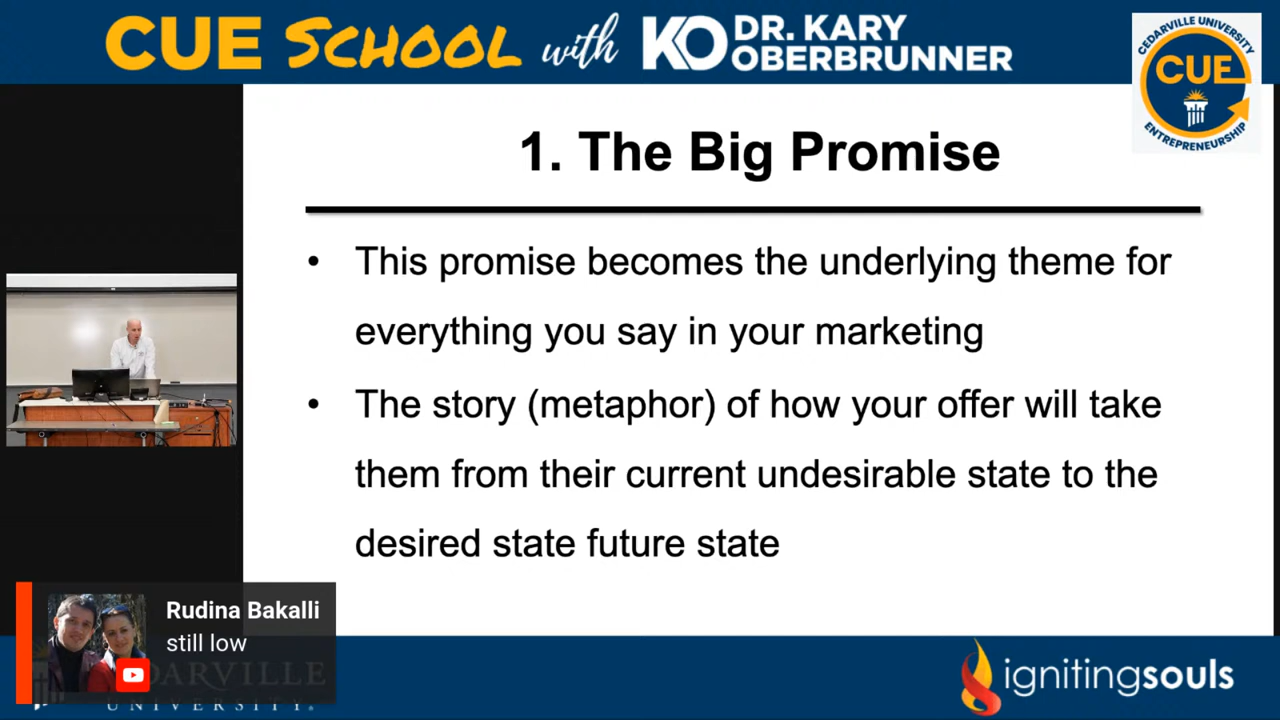 CUE SCHOOL with KO DR. KARY OBERBRUNNER
CEDARVILLE UNIVERSITY
CUE
ENTREPRENEURSHIP
1. The Big Promise
• This promise becomes the underlying theme for
everything you say in your marketing
• The story (metaphor) of how your offer will take
them from their current undesirable state to the
desired state future state
Rudina Bakalli
still low
DARVILLE
UNIVERSITY®
ignitingsouls